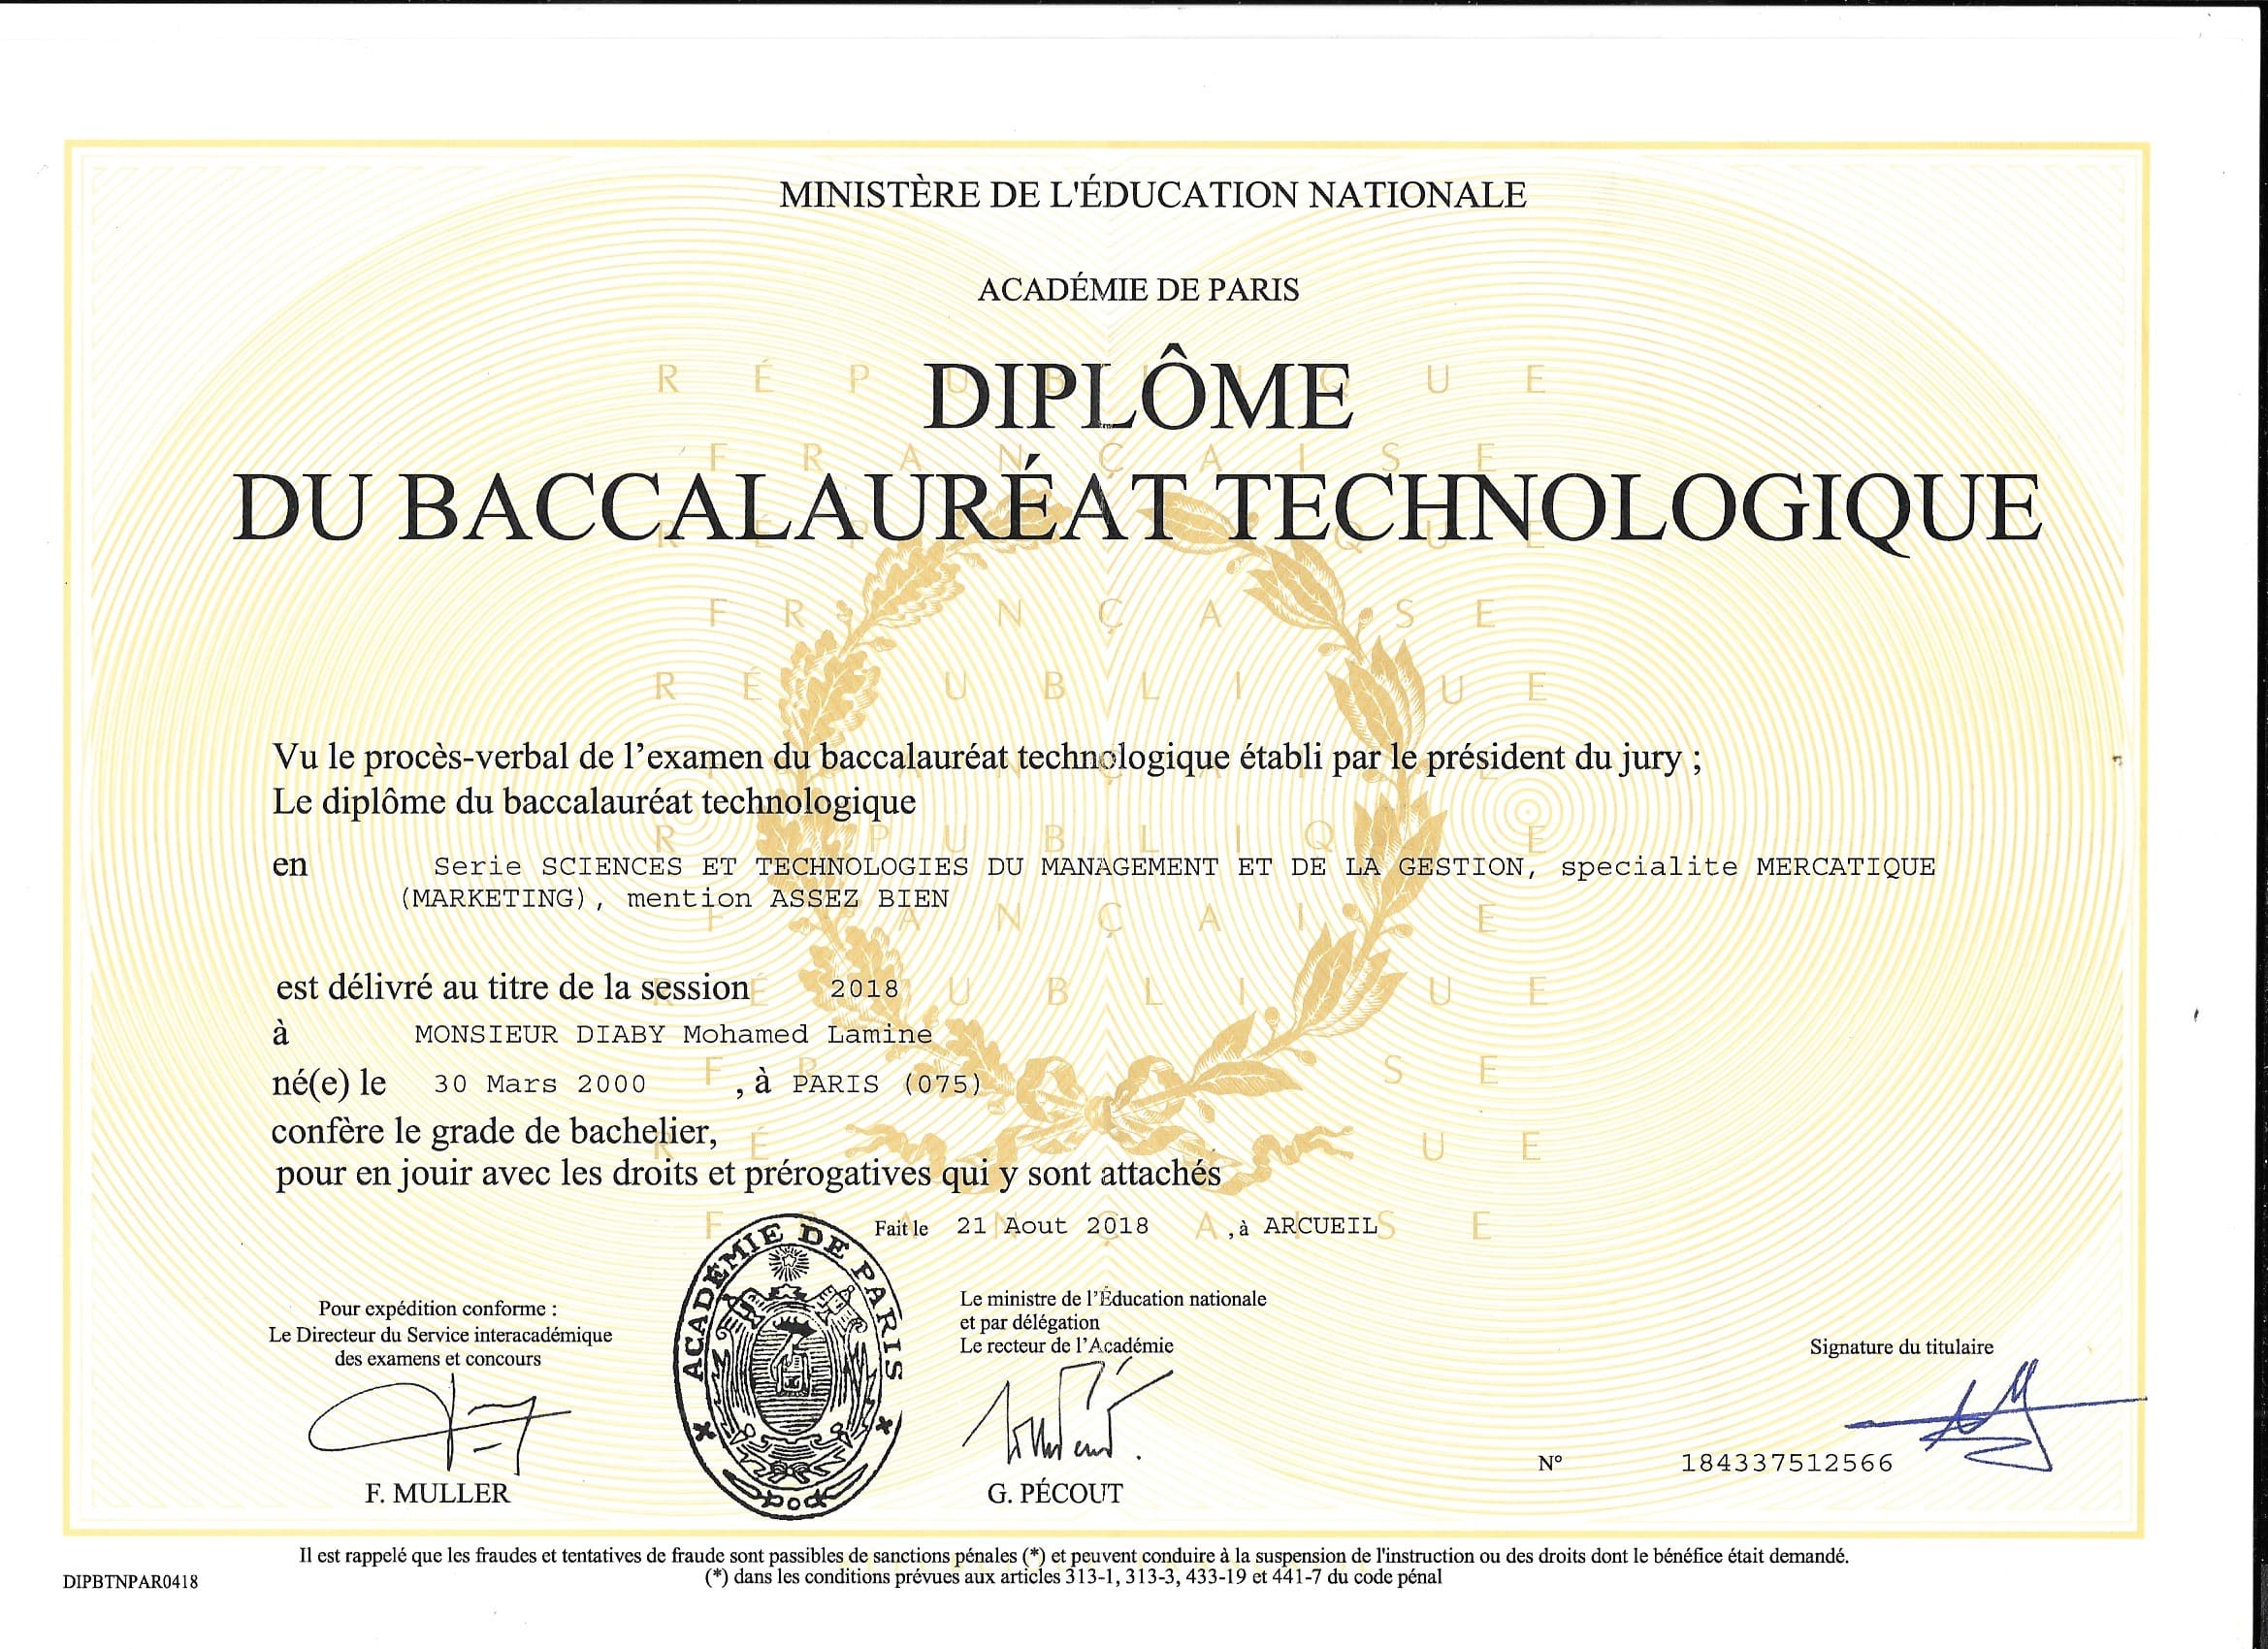 MINISTÈRE DE L'ÉDUCATION NATIONALE
ACADÉMIE DE PARIS
DIPLÔME
DU BACCALAURÉAT TECHNOLOGIQUE
RÉPUBLIQUE
FRANÇAISE
Vu le procès-verbal de l’examen du baccalauréat technologique établi par le président du jury ;
Le diplôme du baccalauréat technologique
en Serie SCIENCES ET TECHNOLOGIES DU MANAGEMENT ET DE LA GESTION, specialite MERCATIQUE
(MARKETING), mention ASSEZ BIEN
est délivré au titre de la session 2018
à MONSIEUR DIABY Mohamed Lamine
né(e) le 30 Mars 2000 , à PARIS (075)
confère le grade de bachelier,
pour en jouir avec les droits et prérogatives qui y sont attachés
Fait le 21 Aout 2018 , à ARCUEIL
ACADEMIE DE PARIS
Pour expédition conforme :
Le Directeur du Service interacadémique
des examens et concours
F. MULLER
Le ministre de l’Éducation nationale
et par délégation
Le recteur de l’Académie
G. PÉCOUT
Signature du titulaire
N° 184337512566
Il est rappelé que les fraudes et tentatives de fraude sont passibles de sanctions pénales (*) et peuvent conduire à la suspension de l'instruction ou des droits dont le bénéfice était demandé.
(*) dans les conditions prévues aux articles 313-1, 313-3, 433-19 et 441-7 du code pénal
DIPBTNPAR0418